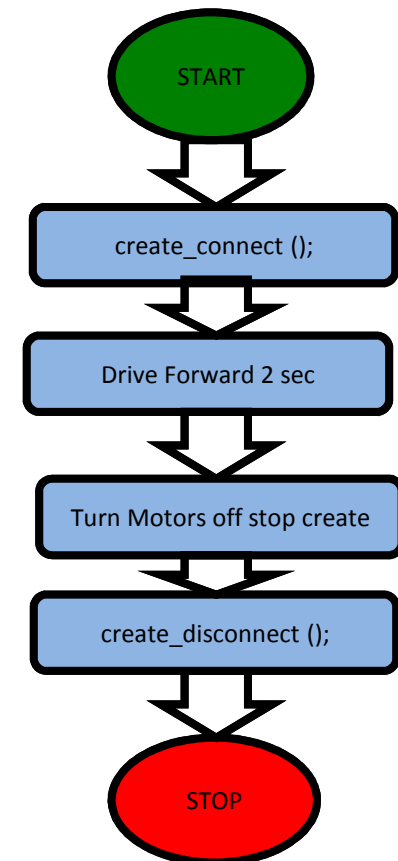 START
create_connect ();
Drive Forward 2 sec
Turn Motors off stop create
create_disconnect ();
STOP